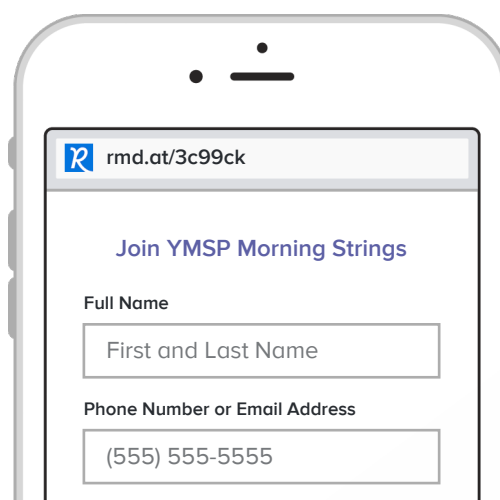 rmd.at/3c99ck
Join YMSP Morning Strings
Full Name
First and Last Name
Phone Number or Email Address
(555) 555-5555